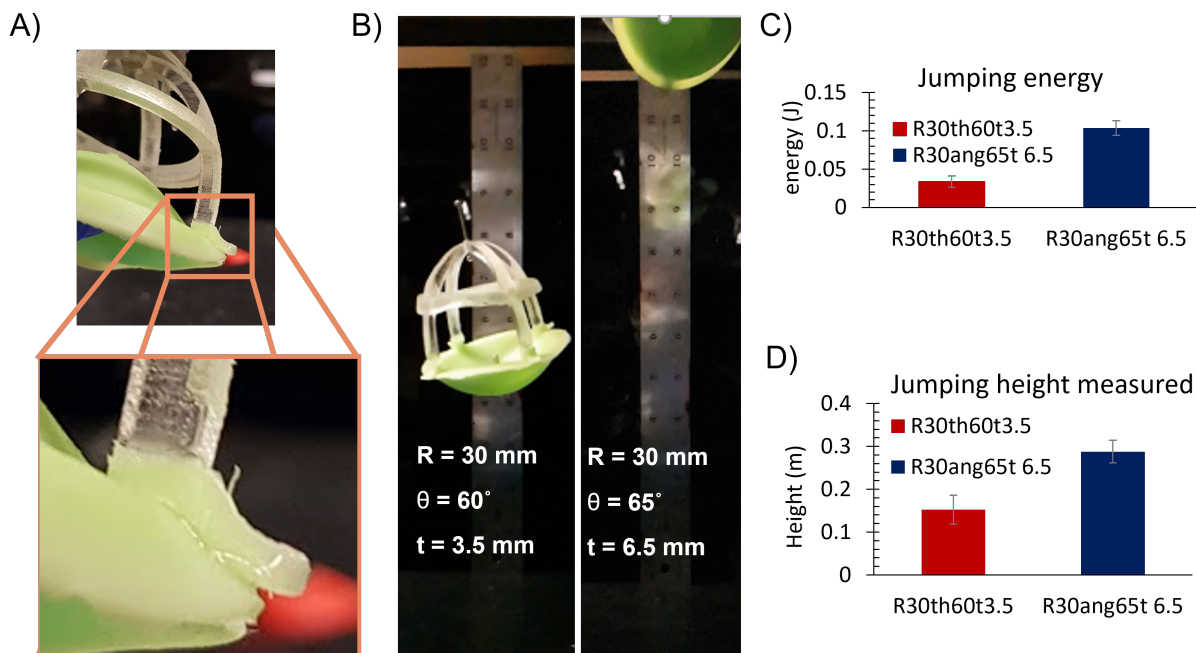 A)
B)
R = 30 mm
θ = 60°
t = 3.5 mm
R = 30 mm
θ = 65°
t = 6.5 mm
C)
Jumping energy
energy (J)
0.15
0.1
0.05
0
R30th60t3.5
R30ang65t 6.5
R30th60t3.5
R30ang65t 6.5
D)
Jumping height measured
Height (m)
0.4
0.3
0.2
0.1
0
R30th60t3.5
R30ang65t 6.5
R30th60t3.5
R30ang65t 6.5